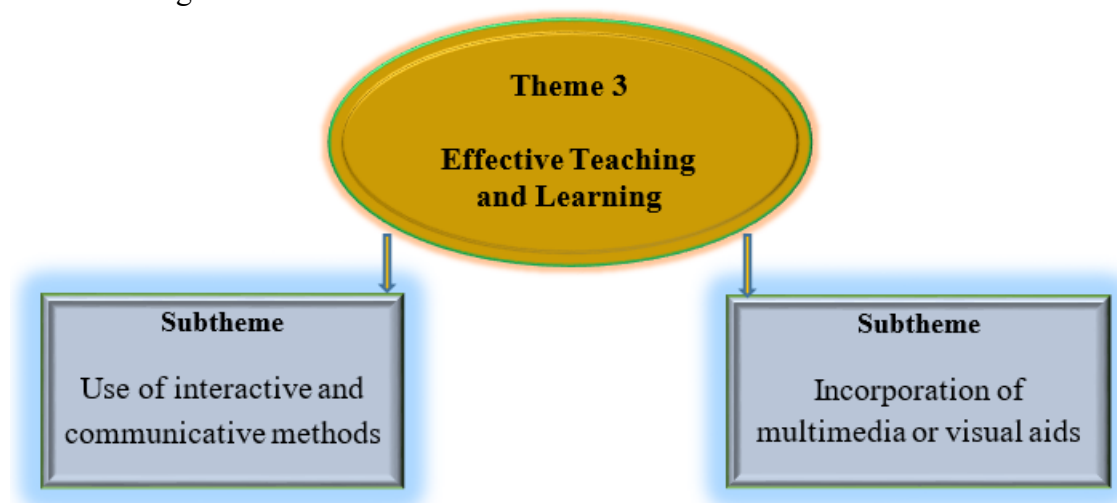 Theme 3
Effective Teaching
and Learning
Subtheme
Use of interactive and
communicative methods
Subtheme
Incorporation of
multimedia or visual aids